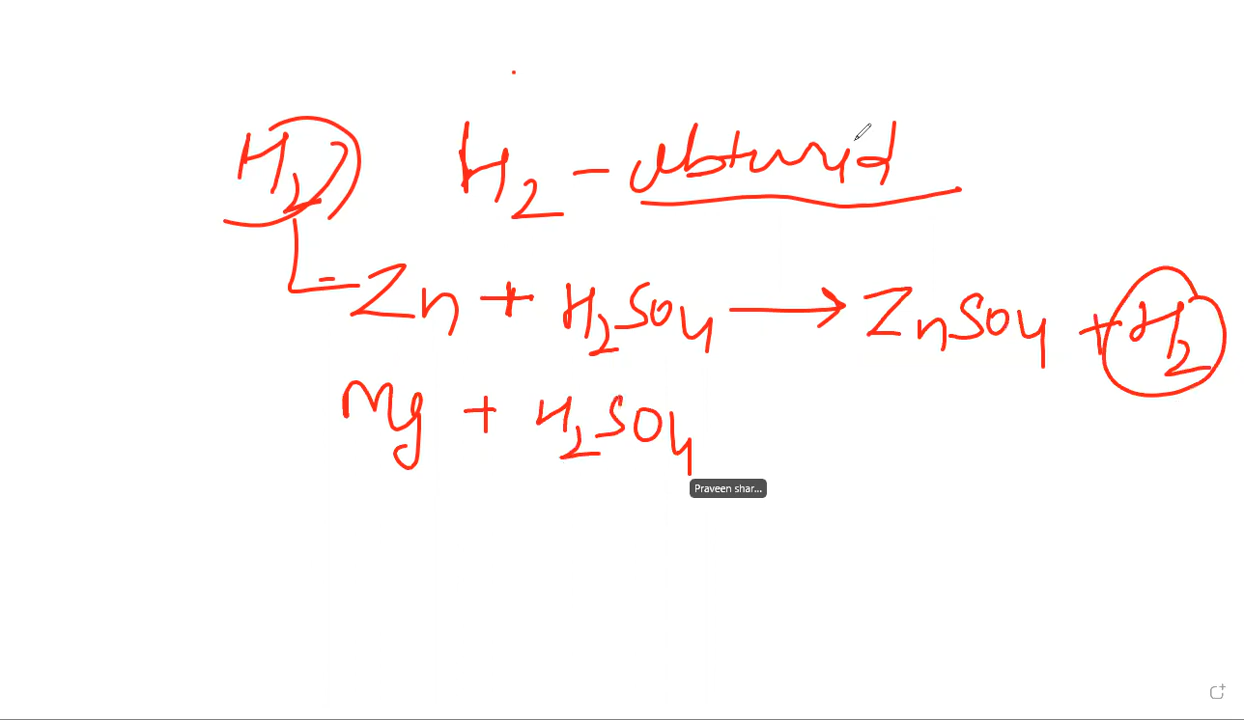 H2 H2 - obtained
Zn + H2SO4 → ZnSO4 + H2
Mg + H2SO4
Praveen shar...